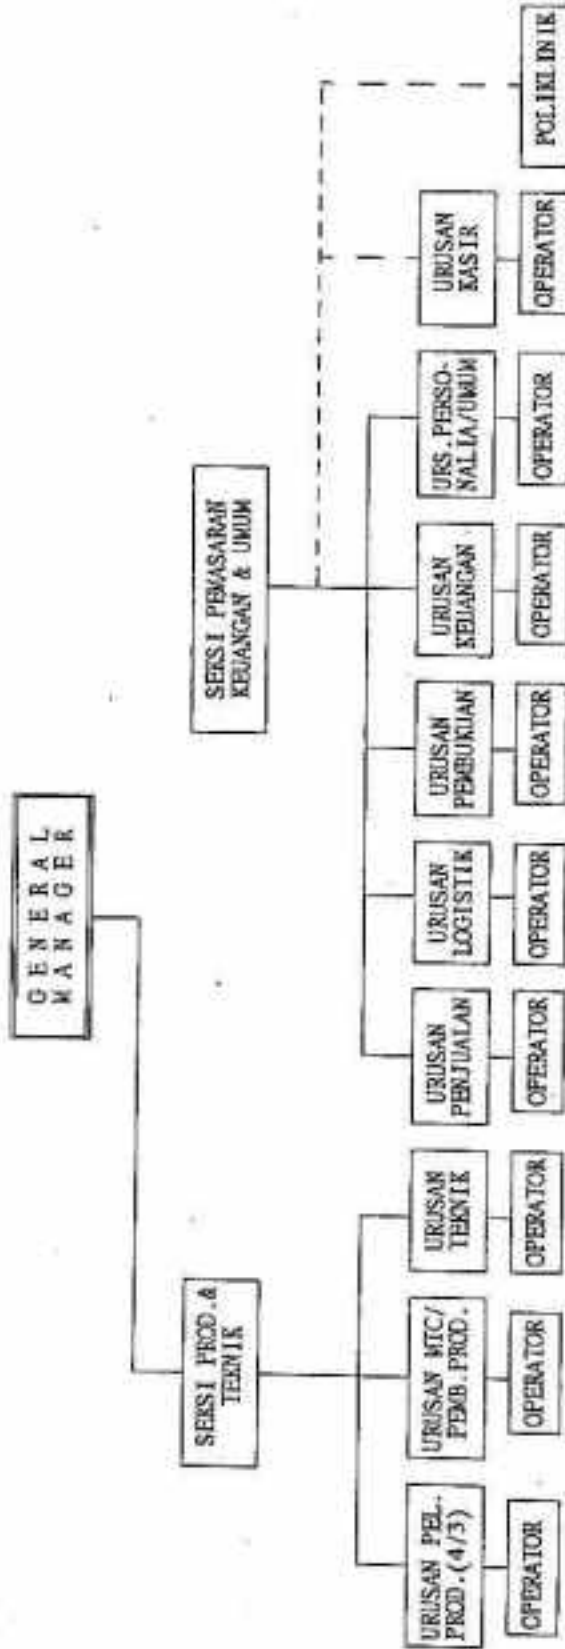 GENERAL
MANAGER
SEKSI PROD.&
TEKNIK
SEKSI PEMASARAN
KEUANGAN & UMUM
URUSAN PEL.
PROD.(4/3)
URUSAN MIC/
PEMB.PROD.
URUSAN
TEKNIK
URUSAN
PENJUALAN
URUSAN
LOGISTIK
URUSAN
PEMBUKUAN
URUSAN
KEUANGAN
URS.PERSO-
NALIA/UMUM
URUSAN
KASIR
OPERATOR
OPERATOR
OPERATOR
OPERATOR
OPERATOR
OPERATOR
OPERATOR
OPERATOR
OPERATOR
POLIKLINIK